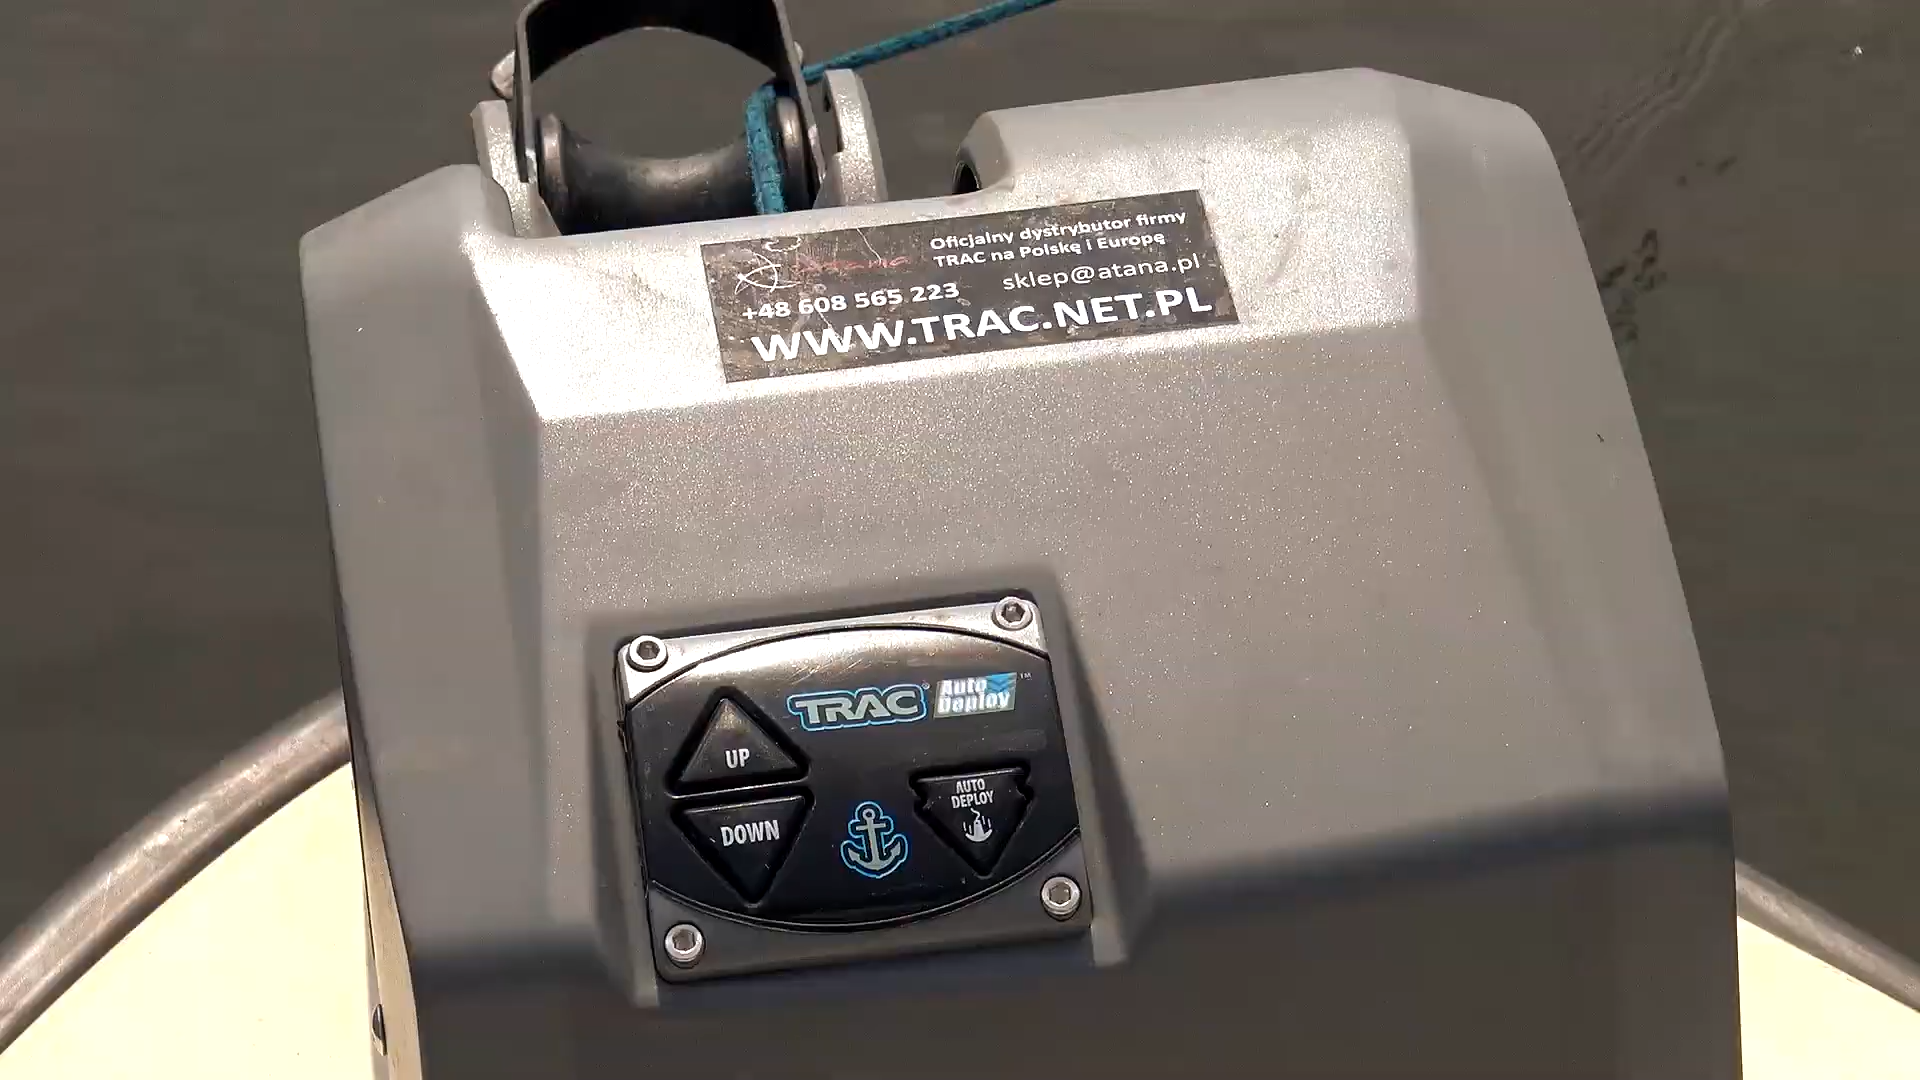 Oficjalny dystrybutor firmy
TRAC na Polskę i Europę
+48 608 565 223 sklep@atana.pl
WWW.TRAC.NET.PL
TRAC® Auto Deploy™
UP
DOWN
AUTO
DEPLOY